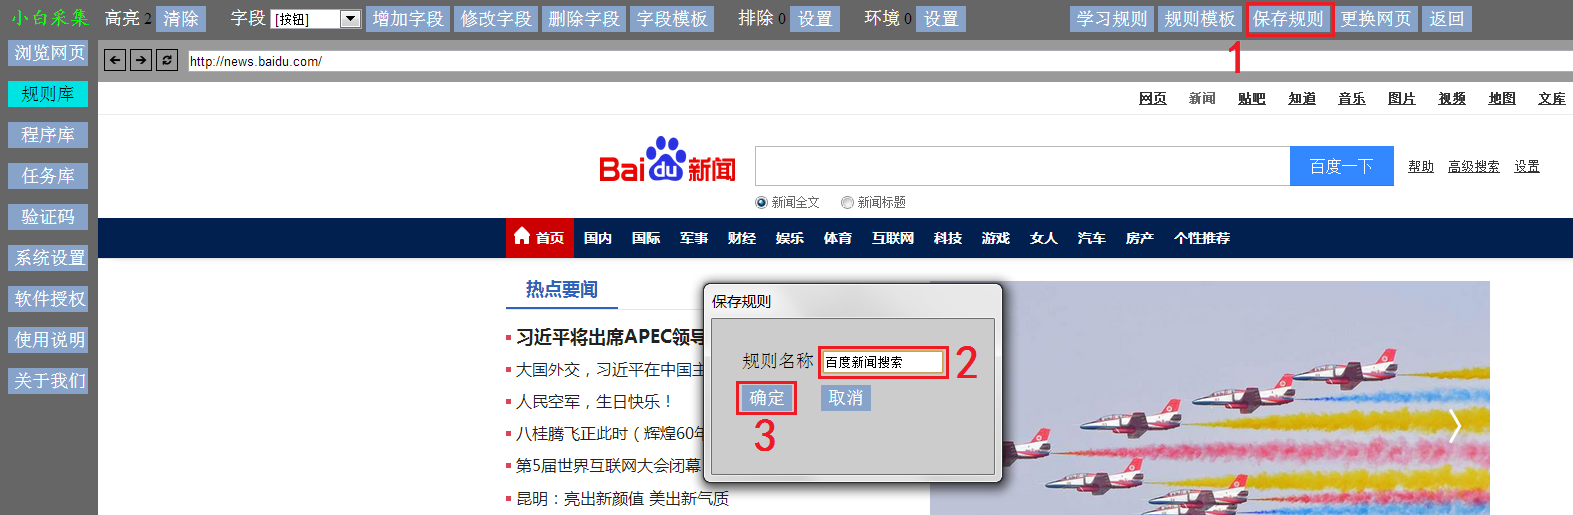 小白采集 高亮 2 清除 字段 [按钮] 增加字段 修改字段 删除字段 字段模板 排除 0 设置 环境 0 设置 学习规则 规则模板 保存规则 更换网页 返回
1
浏览网页
http://news.baidu.com/
规则库
网页 新闻 贴吧 知道 音乐 图片 视频 地图 文库
程序库
任务库
Bai du 新闻 百度一下 帮助 高级搜索 设置
新闻全文 新闻标题
验证码
首页 国内 国际 军事 财经 娱乐 体育 互联网 科技 游戏 女人 汽车 房产 个性推荐
系统设置
热点要闻
软件授权
保存规则
使用说明
习近平将出席APEC领导
规则名称 百度新闻搜索 2
大国外交，习近平在中国主
关于我们
确定 取消
人民空军，生日快乐！
3
八桂腾飞正此时（辉煌60年
第5届世界互联网大会闭幕
昆明：亮出新颜值 美出新气质